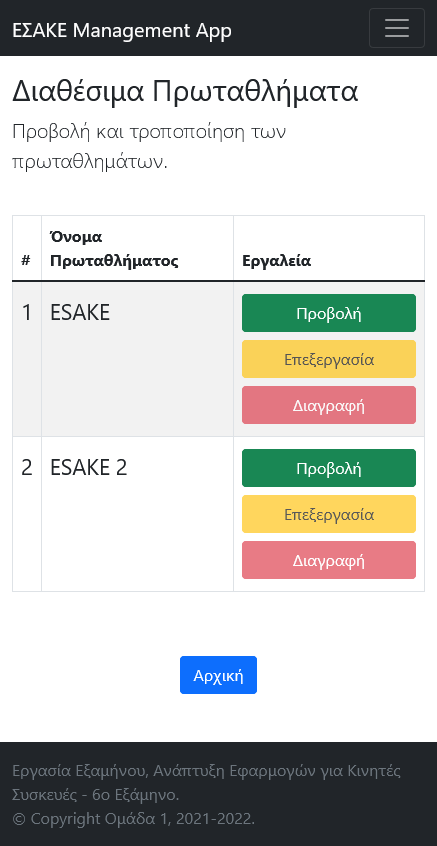 ΕΣΑΚΕ Management App
Διαθέσιμα Πρωταθλήματα
Προβολή και τροποποίηση των
πρωταθλημάτων.
# Όνομα Πρωταθλήματος Εργαλεία
1 ESAKE Προβολή
Επεξεργασία
Διαγραφή
2 ESAKE 2 Προβολή
Επεξεργασία
Διαγραφή
Αρχική
Εργασία Εξαμήνου, Ανάπτυξη Εφαρμογών για Κινητές
Συσκευές - 6ο Εξάμηνο.
© Copyright Ομάδα 1, 2021-2022.